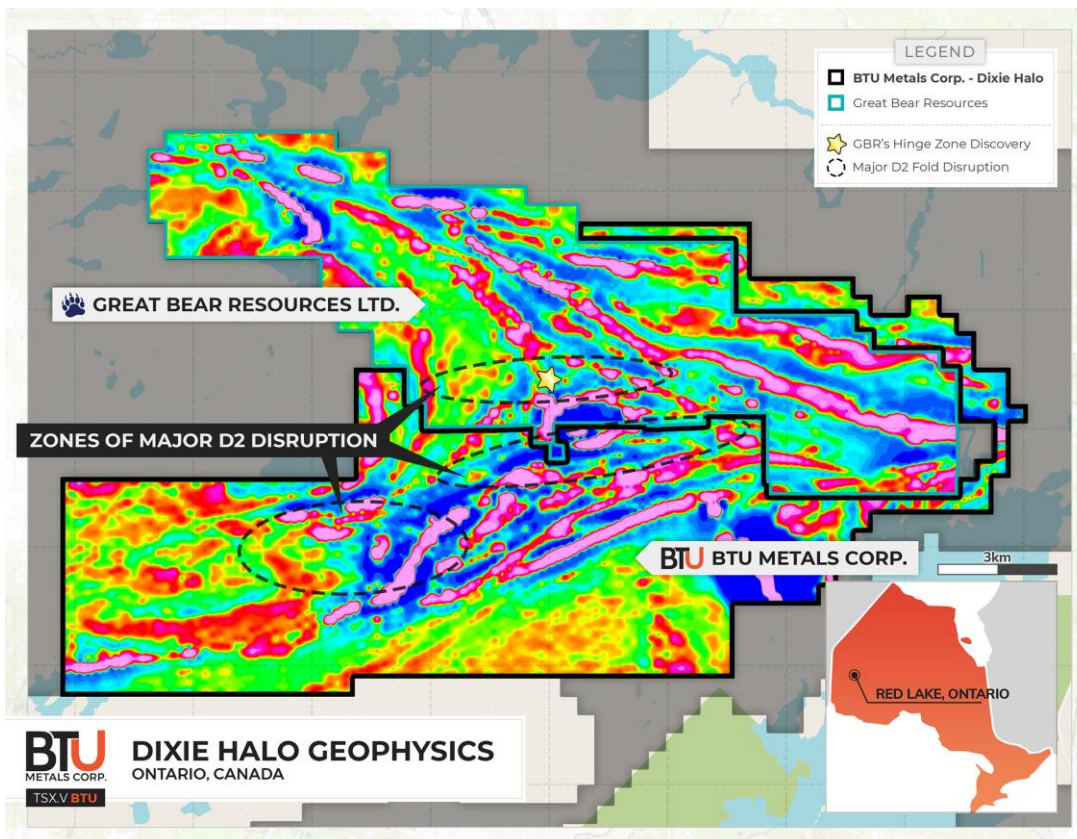 LEGEND
BTU Metals Corp. - Dixie Halo
Great Bear Resources
GBR's Hinge Zone Discovery
Major D2 Fold Disruption
GREAT BEAR RESOURCES LTD.
ZONES OF MAJOR D2 DISRUPTION
BTU BTU METALS CORP.
3km
RED LAKE, ONTARIO
BTU
METALS CORP.
TSX.V BTU
DIXIE HALO GEOPHYSICS
ONTARIO, CANADA